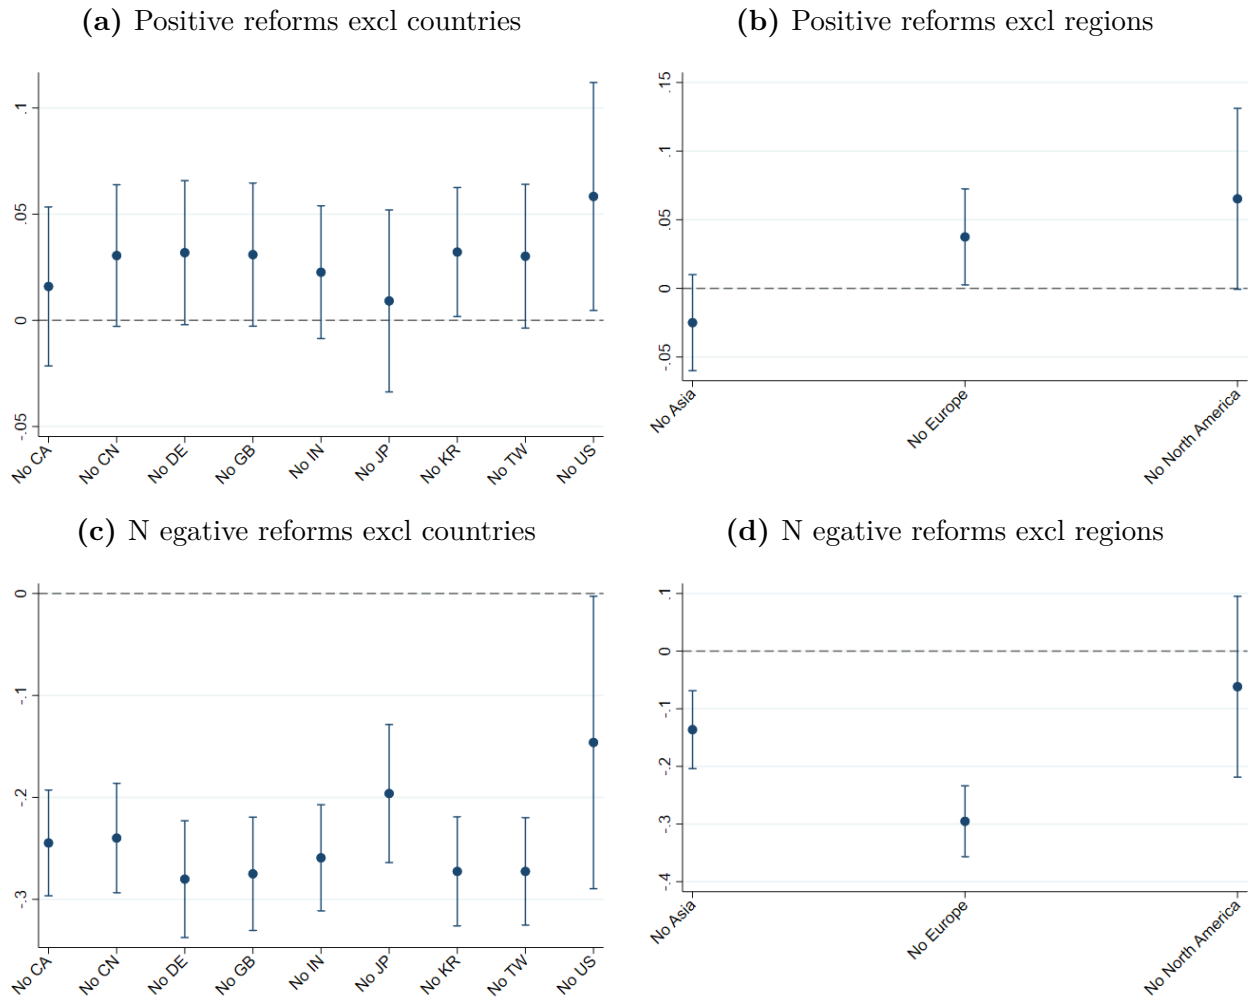 (a) Positive reforms excl countries
.1
.05
0
-.05
No CA
No CN
No DE
No GB
No IN
No JP
No KR
No TW
No US
(b) Positive reforms excl regions
.15
.1
.05
0
-.05
No Asia
No Europe
No North America
(c) N egative reforms excl countries
0
-.1
-.2
-.3
No CA
No CN
No DE
No GB
No IN
No JP
No KR
No TW
No US
(d) N egative reforms excl regions
.1
0
-.1
-.2
-.3
-.4
No Asia
No Europe
No North America